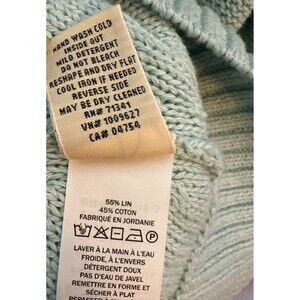 HAND WASH COLD
INSIDE OUT
MILD DETERGENT
DO NOT BLEACH
RESHAPE AND DRY FLAT
COOL IRON IF NEEDED
REVERSE SIDE
MAY BE DRY CLEANED
RN# 71341
VN# 1009627
CA# 04754
55% LIN
45% COTON
FABRIQUÉ EN JORDANIE
LAVER À LA MAIN À L'EAU
FROIDE, À L'ENVERS
DÉTERGENT DOUX
PAS D'EAU DE JAVEL
REMETTRE EN FORME ET
SÉCHER À PLAT